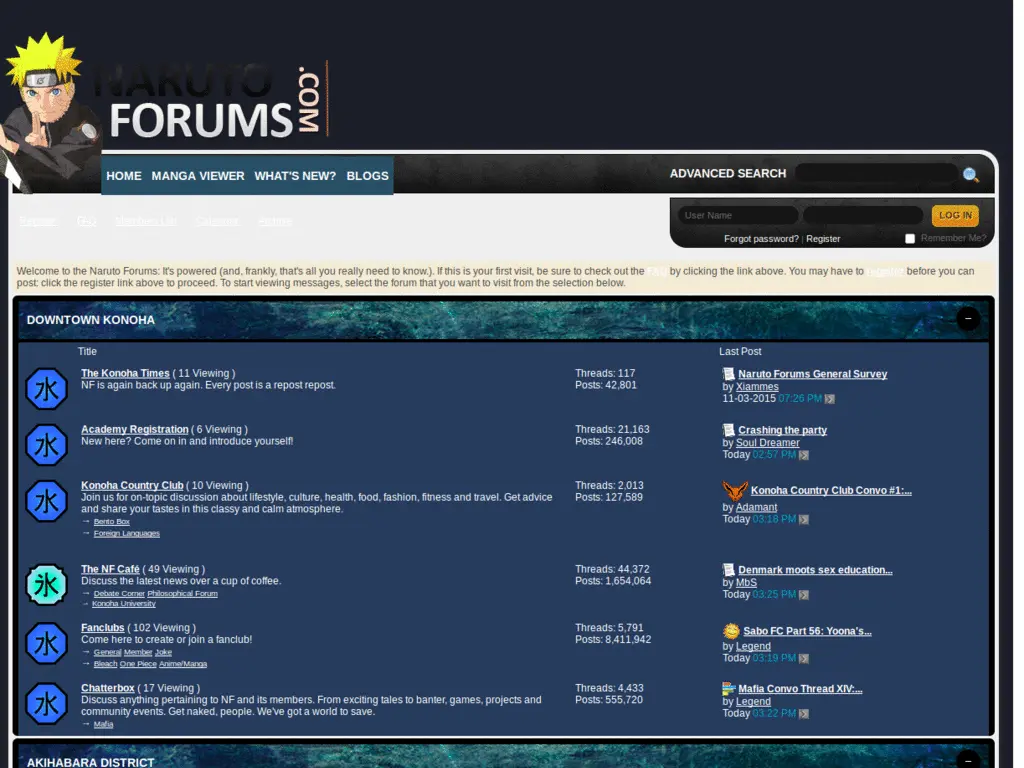 NARUTO
FORUMS
.COM
HOME MANGA VIEWER WHAT'S NEW? BLOGS
ADVANCED SEARCH
Register FAQ Members List Calendar Archive
User Name
LOG IN
Forgot password? | Register
Remember Me?
Welcome to the Naruto Forums: It's powered (and, frankly, that's all you really need to know.). If this is your first visit, be sure to check out the FAQ by clicking the link above. You may have to register before you can
post: click the register link above to proceed. To start viewing messages, select the forum that you want to visit from the selection below.
DOWNTOWN KONOHA
−
Title
Last Post
水
The Konoha Times ( 11 Viewing )
NF is again back up again. Every post is a repost repost.
Threads: 117
Posts: 42,801
Naruto Forums General Survey
by Xiammes
11-03-2015 07:26 PM
水
Academy Registration ( 6 Viewing )
New here? Come on in and introduce yourself!
Threads: 21,163
Posts: 246,008
Crashing the party
by Soul Dreamer
Today 02:57 PM
水
Konoha Country Club ( 10 Viewing )
Join us for on-topic discussion about lifestyle, culture, health, food, fashion, fitness and travel. Get advice
and share your tastes in this classy and calm atmosphere.
→ Bento Box
→ Foreign Languages
Threads: 2,013
Posts: 127,589
Konoha Country Club Convo #1:...
by Adamant
Today 03:18 PM
氷
The NF Café ( 49 Viewing )
Discuss the latest news over a cup of coffee.
→ Debate Corner Philosophical Forum
→ Konoha University
Threads: 44,372
Posts: 1,654,064
Denmark moots sex education...
by MbS
Today 03:25 PM
水
Fanclubs ( 102 Viewing )
Come here to create or join a fanclub!
→ General Member Joke
→ Bleach One Piece Anime/Manga
Threads: 5,791
Posts: 8,411,942
Sabo FC Part 56: Yoona's...
by Legend
Today 03:19 PM
水
Chatterbox ( 17 Viewing )
Discuss anything pertaining to NF and its members. From exciting tales to banter, games, projects and
community events. Get naked, people. We've got a world to save.
→ Mafia
Threads: 4,433
Posts: 555,720
Mafia Convo Thread XIV:...
by Legend
Today 03:22 PM
AKIHABARA DISTRICT
−